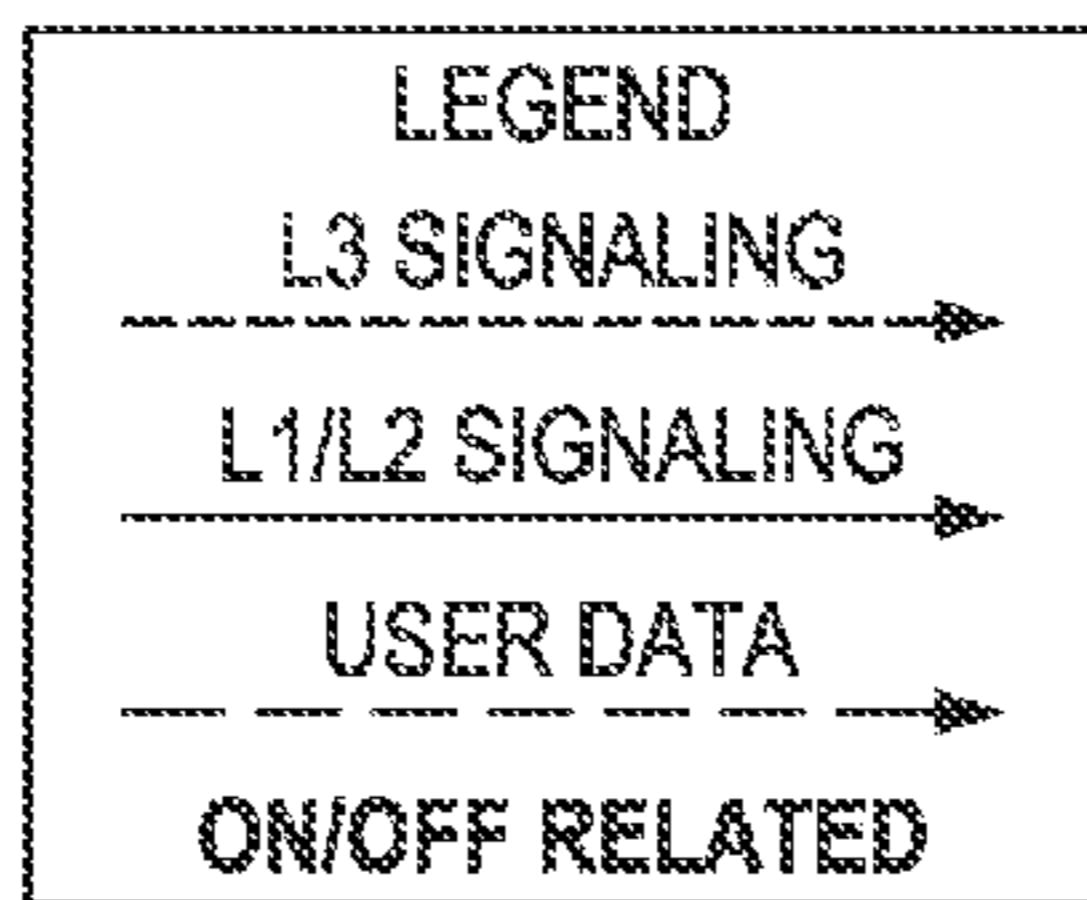 LEGEND
L3 SIGNALING
L1/L2 SIGNALING
USER DATA
ON/OFF RELATED